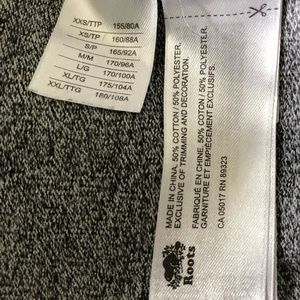 XXS/TTP 155/80A
XS/TP 160/88A
S/P 165/92A
M/M 170/96A
L/G 170/100A
XL/TG 175/104A
XXL/TTG 180/108A
MADE IN CHINA. 50% COTTON / 50% POLYESTER.
EXCLUSIVE OF TRIMMING AND DECORATION.
FABRIQUÉ EN CHINE. 50% COTON / 50% POLYESTER.
GARNITURE ET EMPIÈCEMENT EXCLUSIFS.
CA 05017 RN 89323
Roots